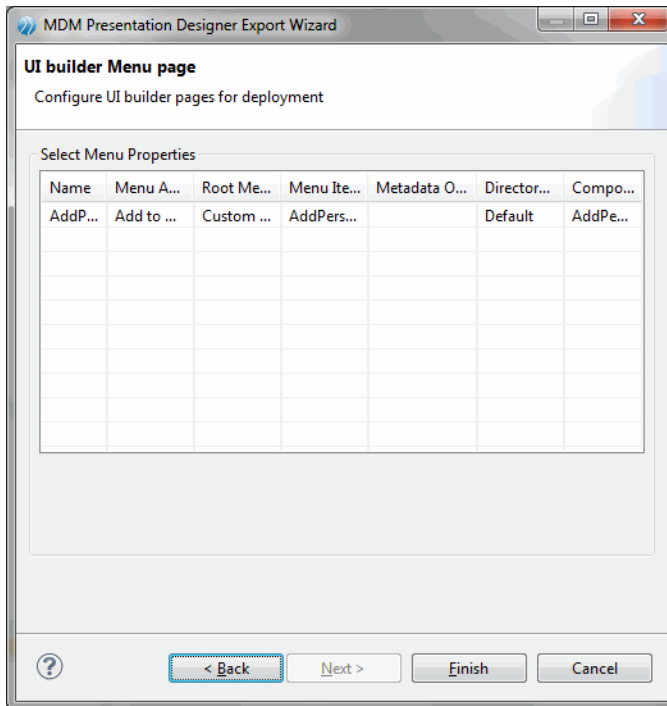 MDM Presentation Designer Export Wizard
UI builder Menu page
Configure UI builder pages for deployment
Select Menu Properties
Name Menu A... Root Me... Menu Ite... Metadata O... Director... Compo...
AddP... Add to ... Custom ... AddPers... Default AddPe...
? < Back Next > Finish Cancel